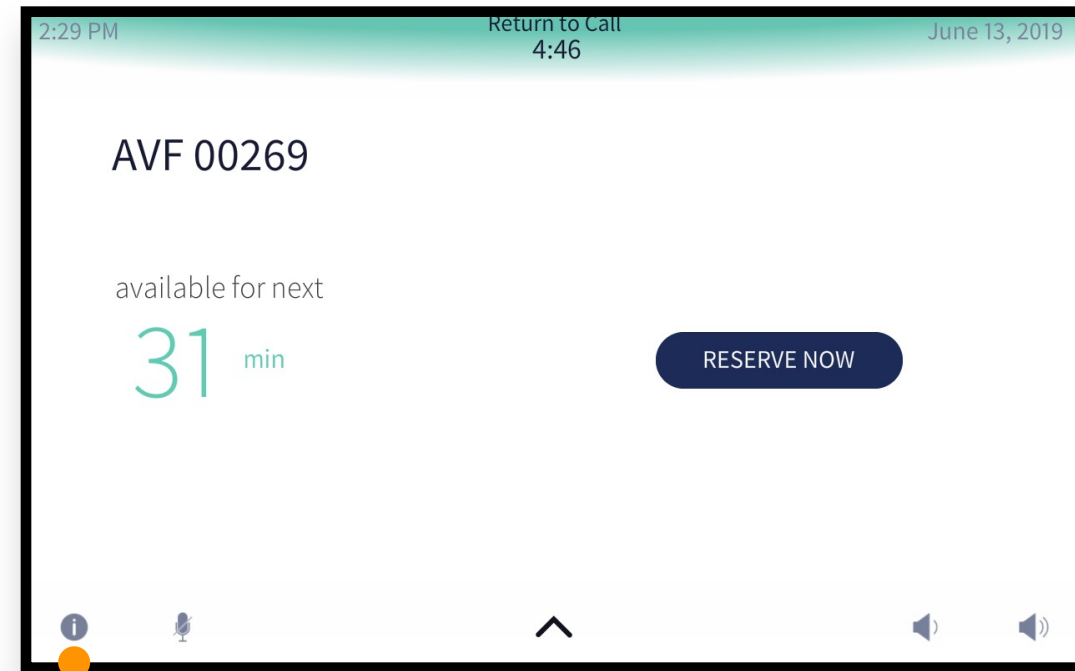 2:29 PM
Return to Call
June 13, 2019
4:46
AVF 00269
available for next
31 min
RESERVE NOW